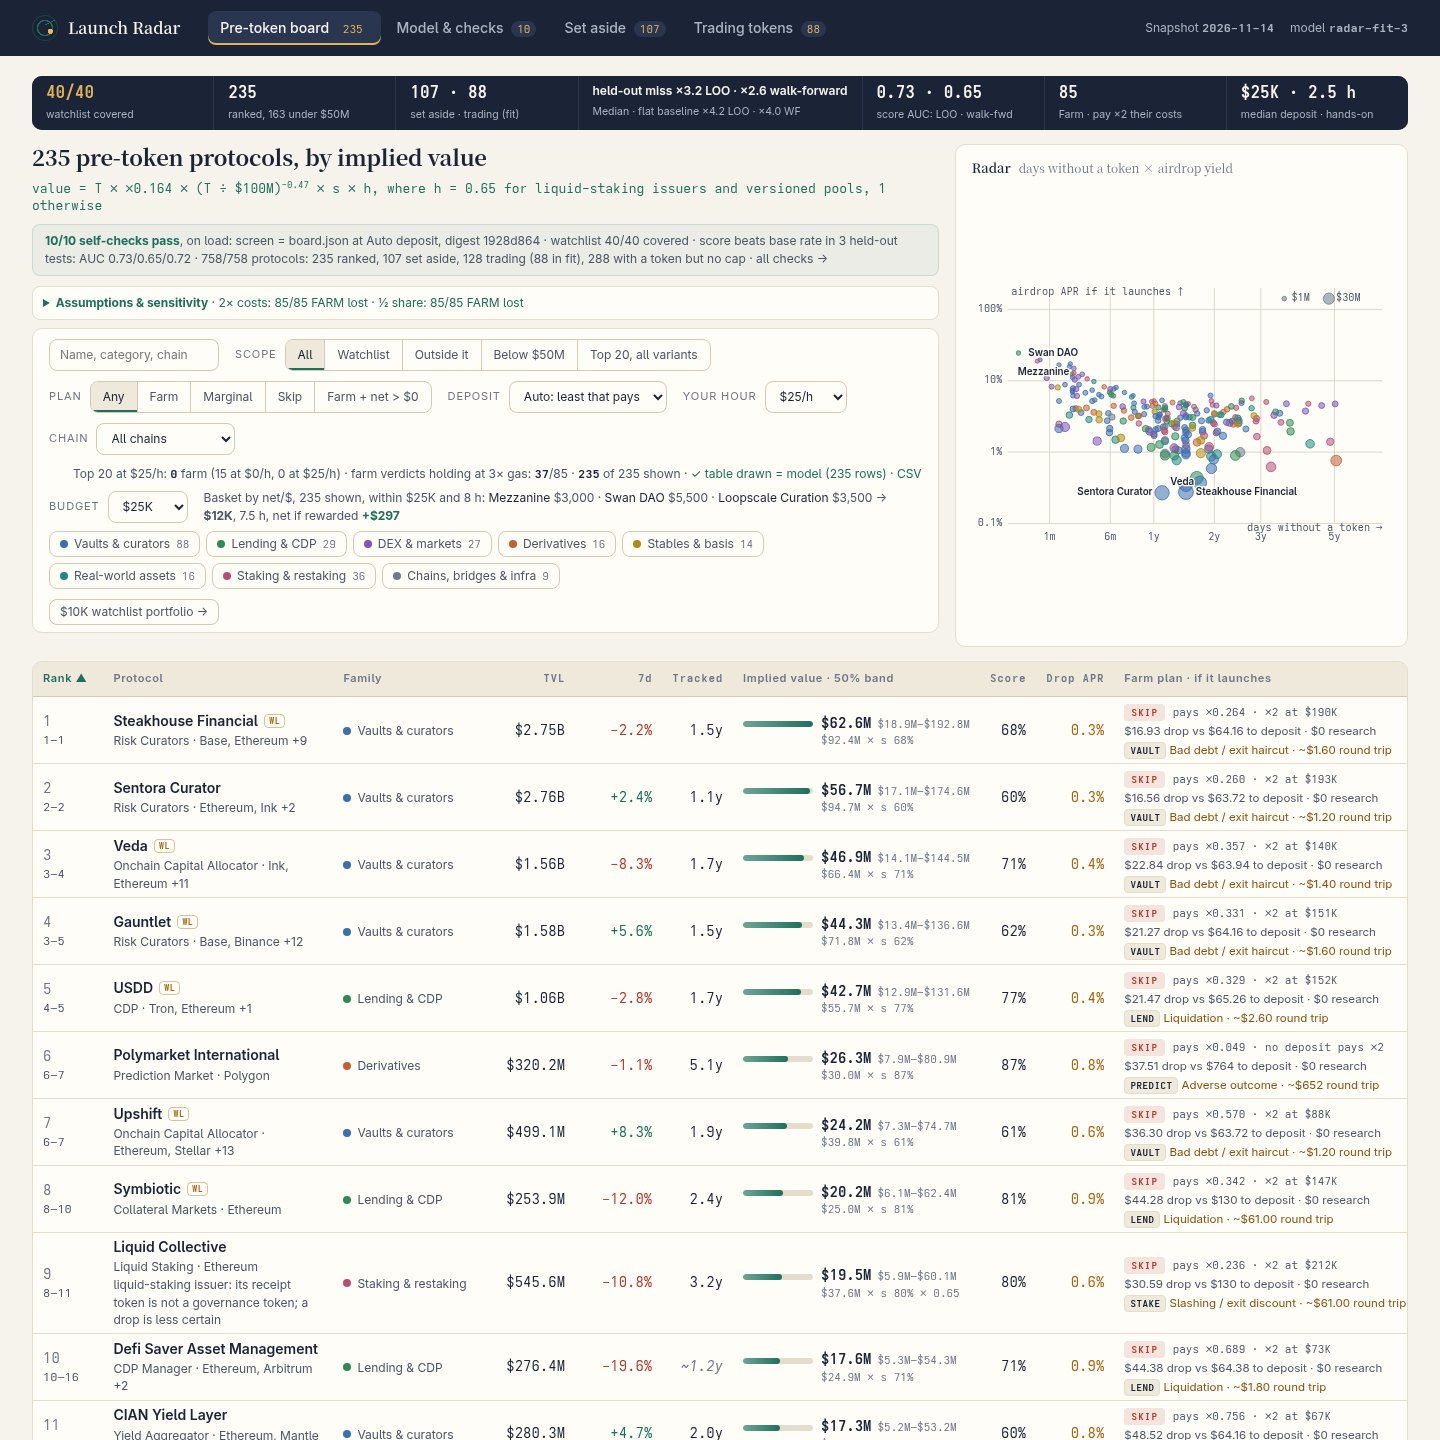 Launch Radar
Pre-token board 235
Model & checks 10
Set aside 107
Trading tokens 88
Snapshot 2026-11-14 model radar-fit-3
40/40
watchlist covered
235
ranked, 163 under $50M
107 · 88
set aside · trading (fit)
held-out miss ×3.2 LOO · ×2.6 walk-forward
Median · flat baseline ×4.2 LOO · ×4.0 WF
0.73 · 0.65
score AUC: LOO · walk-fwd
85
Farm · pay ×2 their costs
$25K · 2.5 h
median deposit · hands-on
235 pre-token protocols, by implied value
value = T × ×0.164 × (T ÷ $100M)−0.47 × s × h, where h = 0.65 for liquid-staking issuers and versioned pools, 1
otherwise
10/10 self-checks pass, on load: screen = board.json at Auto deposit, digest 1928d864 · watchlist 40/40 covered · score beats base rate in 3 held-out
tests: AUC 0.73/0.65/0.72 · 758/758 protocols: 235 ranked, 107 set aside, 128 trading (88 in fit), 288 with a token but no cap · all checks →
▶ Assumptions & sensitivity · 2× costs: 85/85 FARM lost · ½ share: 85/85 FARM lost
Name, category, chain
SCOPE All Watchlist Outside it Below $50M Top 20, all variants
PLAN Any Farm Marginal Skip Farm + net > $0 DEPOSIT Auto: least that pays YOUR HOUR $25/h
CHAIN All chains
Top 20 at $25/h: 0 farm (15 at $0/h, 0 at $25/h) · farm verdicts holding at 3× gas: 37/85 · 235 of 235 shown · ✓ table drawn = model (235 rows) · CSV
BUDGET $25K
Basket by net/$, 235 shown, within $25K and 8 h: Mezzanine $3,000 · Swan DAO $5,500 · Loopscale Curation $3,500 →
$12K, 7.5 h, net if rewarded +$297
Vaults & curators 88
Lending & CDP 29
DEX & markets 27
Derivatives 16
Stables & basis 14
Real-world assets 16
Staking & restaking 36
Chains, bridges & infra 9
$10K watchlist portfolio →
Radar days without a token × airdrop yield
airdrop APR if it launches ↑
$1M $30M
100%
10%
1%
0.1%
Swan DAO
Mezzanine
Veda
Sentora Curator
Steakhouse Financial
days without a token →
1m 6m 1y 2y 3y 5y
Rank ▲ Protocol Family TVL 7d Tracked Implied value · 50% band Score Drop APR Farm plan · if it launches
1
1–1
Steakhouse Financial WL
Risk Curators · Base, Ethereum +9
Vaults & curators
$2.75B −2.2% 1.5y
$62.6M $18.9M–$192.8M
$92.4M × s 68%
68% 0.3%
SKIP pays ×0.264 · ×2 at $190K
$16.93 drop vs $64.16 to deposit · $0 research
VAULT Bad debt / exit haircut · ~$1.60 round trip
2
2–2
Sentora Curator WL
Risk Curators · Ethereum, Ink +2
Vaults & curators
$2.76B +2.4% 1.1y
$56.7M $17.1M–$174.6M
$94.7M × s 60%
60% 0.3%
SKIP pays ×0.260 · ×2 at $193K
$16.56 drop vs $63.72 to deposit · $0 research
VAULT Bad debt / exit haircut · ~$1.20 round trip
3
3–4
Veda WL
Onchain Capital Allocator · Ink,
Ethereum +11
Vaults & curators
$1.56B −8.3% 1.7y
$46.9M $14.1M–$144.5M
$66.4M × s 71%
71% 0.4%
SKIP pays ×0.357 · ×2 at $140K
$22.84 drop vs $63.94 to deposit · $0 research
VAULT Bad debt / exit haircut · ~$1.40 round trip
4
3–5
Gauntlet WL
Risk Curators · Base, Binance +12
Vaults & curators
$1.58B +5.6% 1.5y
$44.3M $13.4M–$136.6M
$71.8M × s 62%
62% 0.3%
SKIP pays ×0.331 · ×2 at $151K
$21.27 drop vs $64.16 to deposit · $0 research
VAULT Bad debt / exit haircut · ~$1.60 round trip
5
4–5
USDD WL
CDP · Tron, Ethereum +1
Lending & CDP
$1.06B −2.8% 1.7y
$42.7M $12.9M–$131.6M
$55.7M × s 77%
77% 0.4%
SKIP pays ×0.329 · ×2 at $152K
$21.47 drop vs $65.26 to deposit · $0 research
LEND Liquidation · ~$2.60 round trip
6
6–7
Polymarket International
Prediction Market · Polygon
Derivatives
$320.2M −1.1% 5.1y
$26.3M $7.9M–$80.9M
$30.0M × s 87%
87% 0.8%
SKIP pays ×0.049 · no deposit pays ×2
$37.51 drop vs $764 to deposit · $0 research
PREDICT Adverse outcome · ~$652 round trip
7
6–7
Upshift WL
Onchain Capital Allocator ·
Ethereum, Stellar +13
Vaults & curators
$499.1M +8.3% 1.9y
$24.2M $7.3M–$74.7M
$39.8M × s 61%
61% 0.6%
SKIP pays ×0.570 · ×2 at $88K
$36.30 drop vs $63.72 to deposit · $0 research
VAULT Bad debt / exit haircut · ~$1.20 round trip
8
8–10
Symbiotic WL
Collateral Markets · Ethereum
Lending & CDP
$253.9M −12.0% 2.4y
$20.2M $6.1M–$62.4M
$25.0M × s 81%
81% 0.9%
SKIP pays ×0.342 · ×2 at $147K
$44.28 drop vs $130 to deposit · $0 research
LEND Liquidation · ~$61.00 round trip
9
8–11
Liquid Collective
Liquid Staking · Ethereum
liquid-staking issuer: its receipt
token is not a governance token; a
drop is less certain
Staking & restaking
$545.6M −10.8% 3.2y
$19.5M $5.9M–$60.1M
$37.6M × s 80% × 0.65
80% 0.6%
SKIP pays ×0.236 · ×2 at $212K
$30.59 drop vs $130 to deposit · $0 research
STAKE Slashing / exit discount · ~$61.00 round trip
10
10–16
Defi Saver Asset Management
CDP Manager · Ethereum, Arbitrum
+2
Lending & CDP
$276.4M −19.6% ~1.2y
$17.6M $5.3M–$54.3M
$24.9M × s 71%
71% 0.9%
SKIP pays ×0.689 · ×2 at $73K
$44.38 drop vs $64.38 to deposit · $0 research
LEND Liquidation · ~$1.80 round trip
11
CIAN Yield Layer
Yield Aggregator · Ethereum, Mantle
Vaults & curators
$280.3M +4.7% 2.0y
$17.3M $5.2M–$53.2M
60% 0.8%
SKIP pays ×0.756 · ×2 at $67K
$48.52 drop vs $64.16 to deposit · $0 research